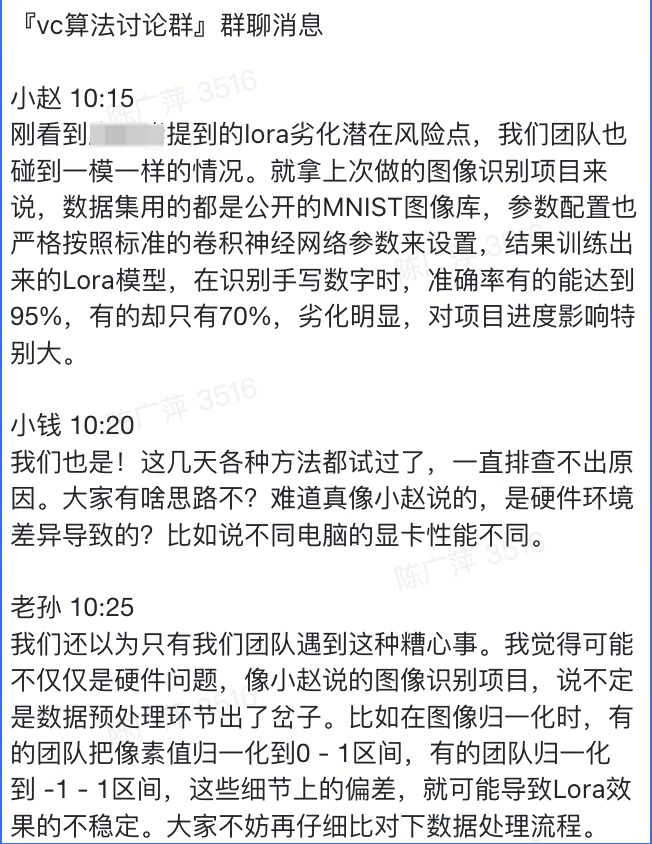 『vc算法讨论群』群聊消息
小赵 10:15
刚看到提到的lora劣化潜在风险点，我们团队也
碰到一模一样的情况。就拿上次做的图像识别项目来
说，数据集用的都是公开的MNIST图像库，参数配置也
严格按照标准的卷积神经网络参数来设置，结果训练出
来的Lora模型，在识别手写数字时，准确率有的能达到
95%，有的却只有70%，劣化明显，对项目进度影响特
别大。
小钱 10:20
我们也是！这几天各种方法都试过了，一直排查不出原
因。大家有啥思路不？难道真像小赵说的，是硬件环境
差异导致的？比如说不同电脑的显卡性能不同。
老孙 10:25
我们还以为只有我们团队遇到这种糟心事。我觉得可能
不仅仅是硬件问题，像小赵说的图像识别项目，说不定
是数据预处理环节出了岔子。比如在图像归一化时，有
的团队把像素值归一化到0 - 1区间，有的团队归一化
到 -1 - 1区间，这些细节上的偏差，就可能导致Lora效
果的不稳定。大家不妨再仔细比对下数据处理流程。
陈广萍 3516
陈广萍 3516
陈广萍 3516
陈广萍 3516
陈广萍 3516